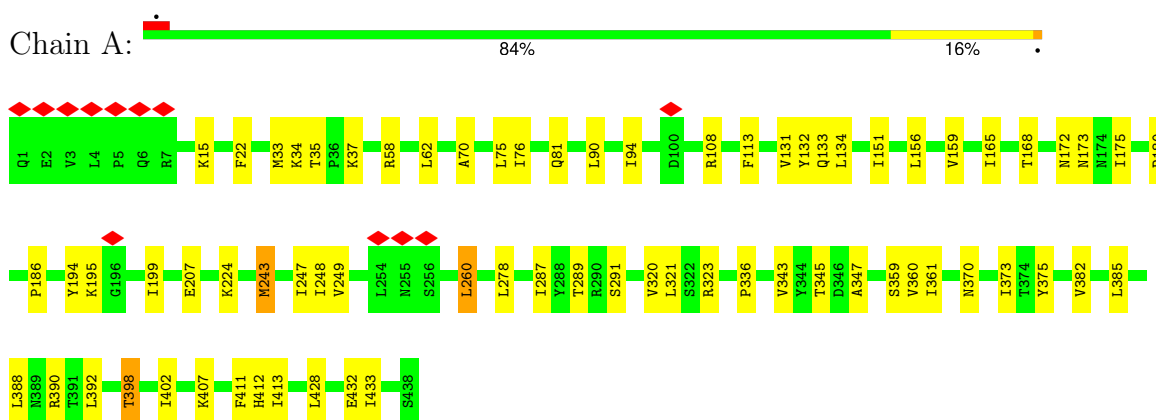 Chain A:
84% 16%
Q1 E2 V3 L4 P5 Q6 R7 K15 F22 M33 K34 T35 P36 K37 R58 L62 A70 L75 I76 Q81 L90 I94 D100 R108 F113 V131 Y132 Q133 L134 I151 L156 V159 I165 T168 N172 N173 N174 I175
P186 Y194 K195 G196 I199 E207 K224 M243 I247 I248 V249 L254 N255 S256 L260 L278 I287 Y288 T289 R290 S291 V320 L321 S322 R323 P336 V343 Y344 T345 D346 A347 S359 V360 I361 N370 I373 T374 Y375 V382 L385
L388 N389 R390 T391 L392 T398 I402 K407 F411 H412 I413 L428 E432 I433 S438